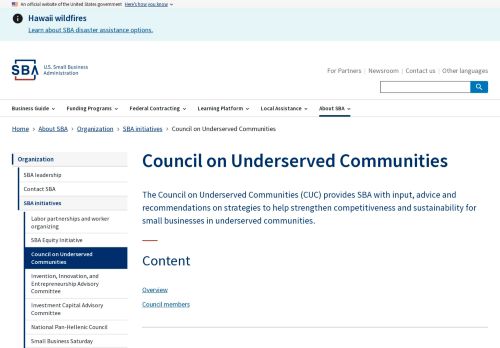 An official website of the United States government Here's how you know
Hawaii wildfires
Learn about SBA disaster assistance options.
SBA
U.S. Small Business
Administration
For Partners Newsroom Contact us Other languages
Business Guide Funding Programs Federal Contracting Learning Platform Local Assistance About SBA
Home > About SBA > Organization > SBA initiatives > Council on Underserved Communities
Organization
SBA leadership
Contact SBA
SBA initiatives
Labor partnerships and worker
organizing
SBA Equity Initiative
Council on Underserved
Communities
Invention, Innovation, and
Entrepreneurship Advisory
Committee
Investment Capital Advisory
Committee
National Pan-Hellenic Council
Small Business Saturday
Council on Underserved Communities
The Council on Underserved Communities (CUC) provides SBA with input, advice and
recommendations on strategies to help strengthen competitiveness and sustainability for
small businesses in underserved communities.
Content
Overview
Council members